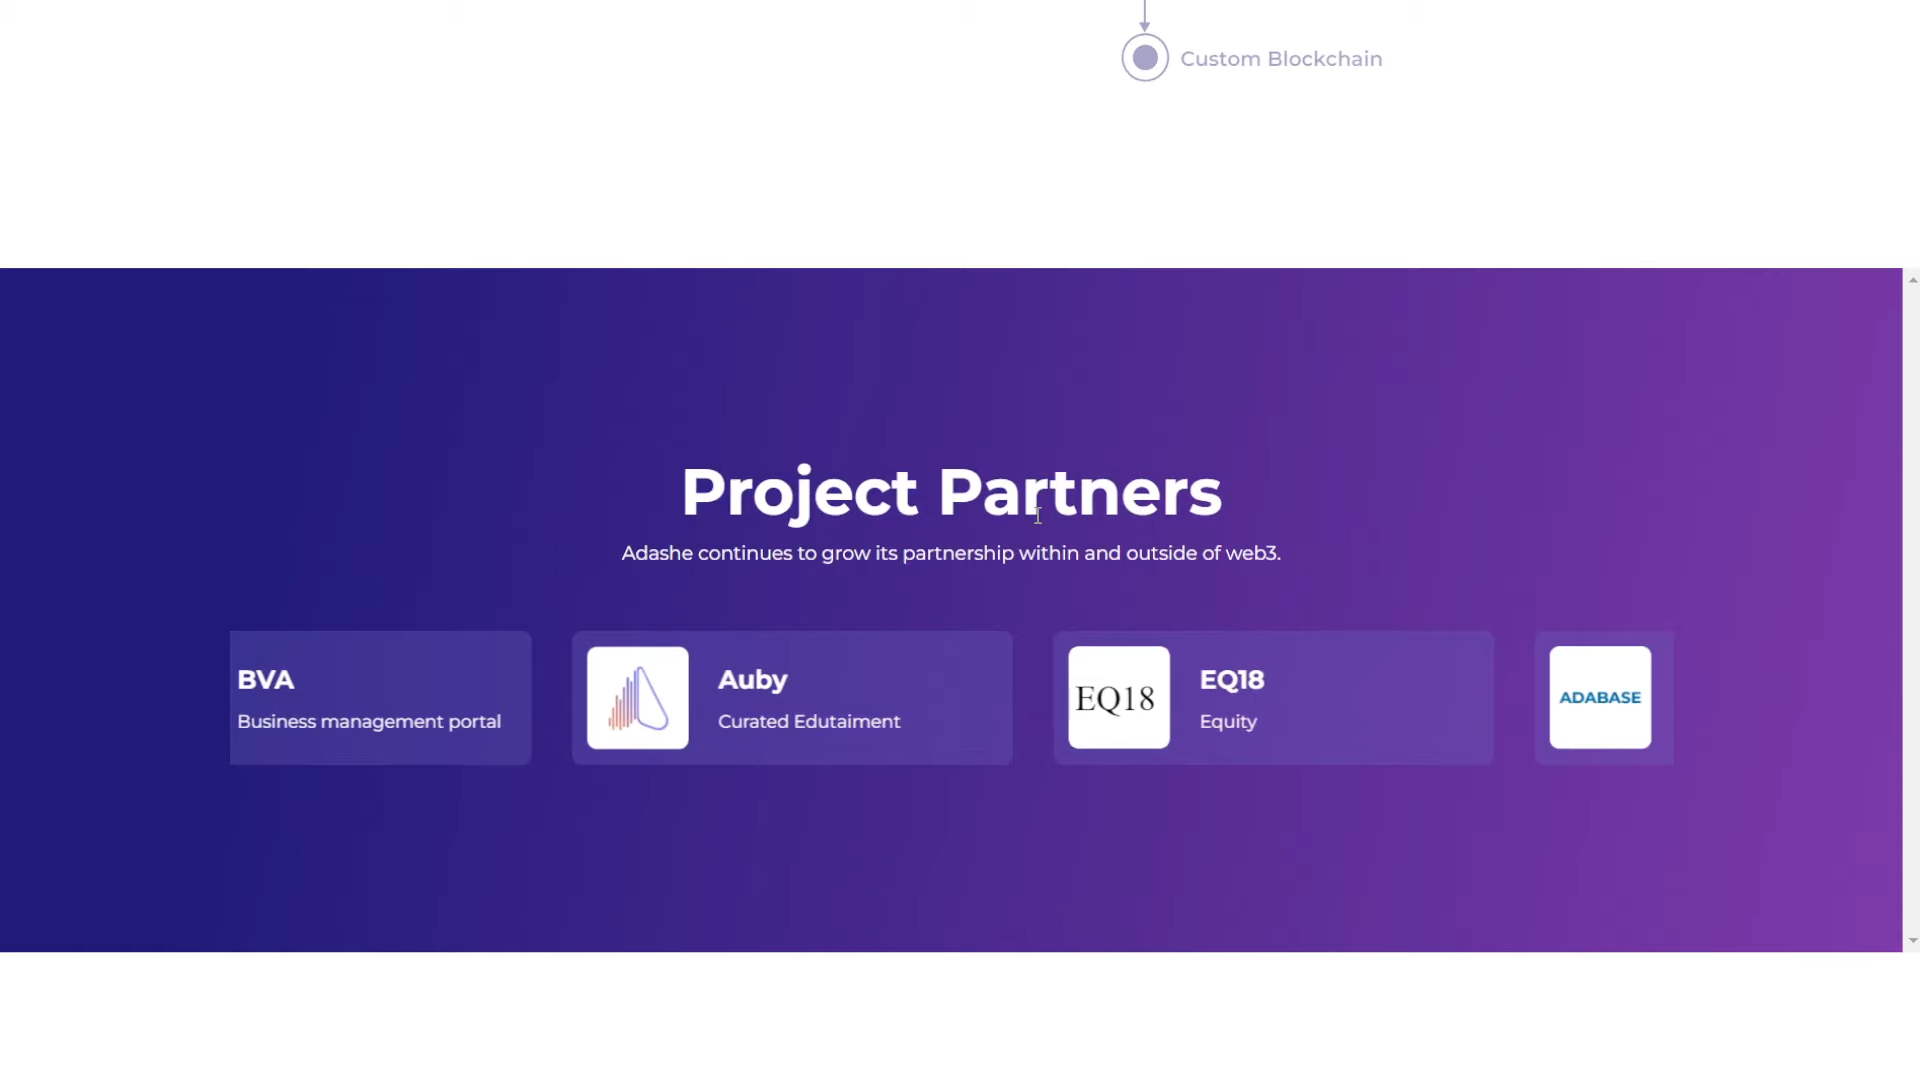 Custom Blockchain
Project Partners
Adashe continues to grow its partnership within and outside of web3.
BVA
Business management portal
Auby
Curated Edutaiment
EQ18
EQ18
Equity
ADABASE